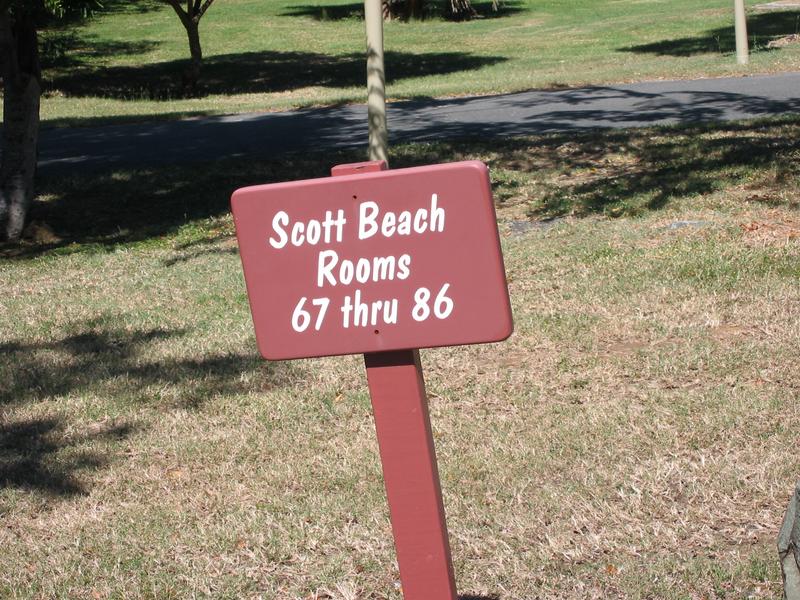 Scott Beach
Rooms
67 thru 86